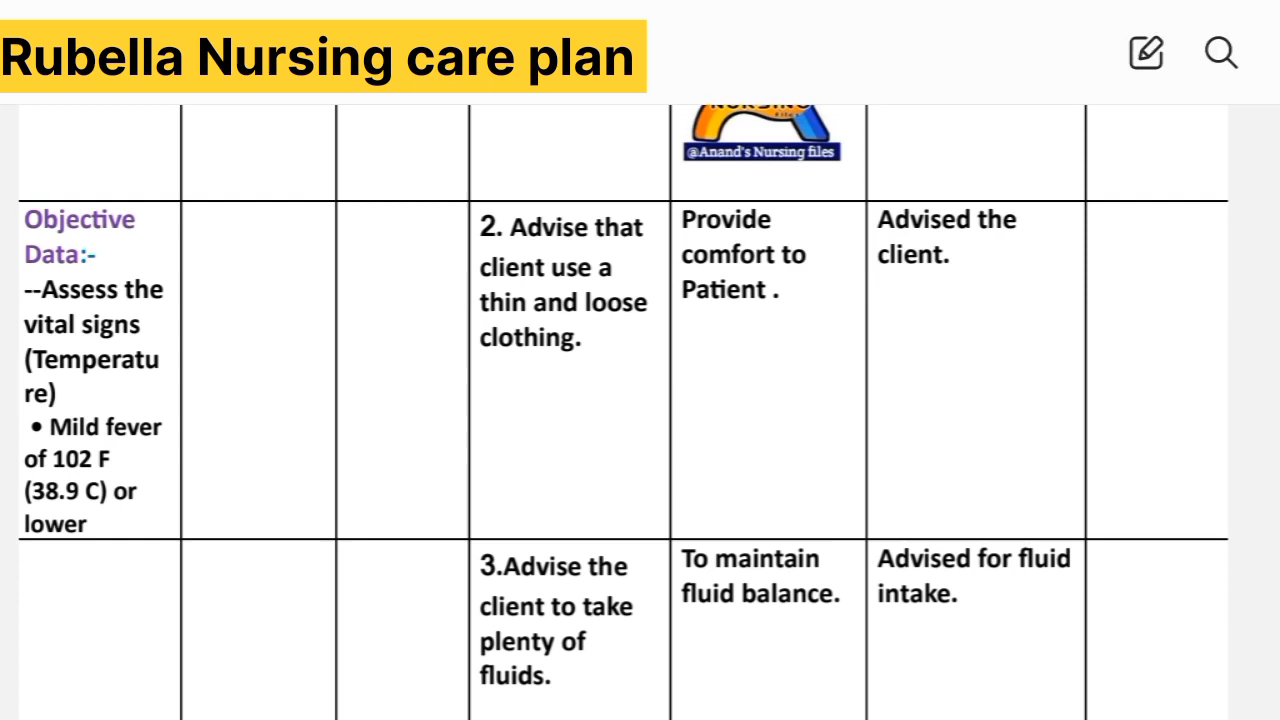 Rubella Nursing care plan
NURSING
Files
@Anand's Nursing files
Objective
Data:-
--Assess the
vital signs
(Temperatu
re)
• Mild fever
of 102 F
(38.9 C) or
lower
2. Advise that
client use a
thin and loose
clothing.
Provide
comfort to
Patient .
Advised the
client.
3.Advise the
client to take
plenty of
fluids.
To maintain
fluid balance.
Advised for fluid
intake.